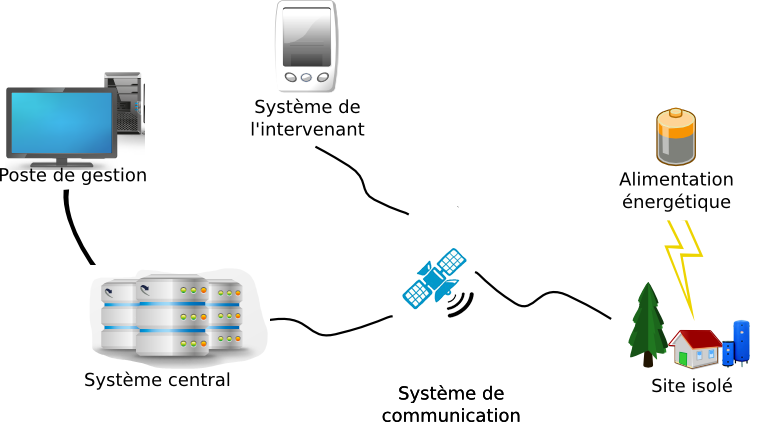 Système de
l'intervenant
Poste de gestion
Alimentation
énergétique
Système central
Système de
communication
Site isolé